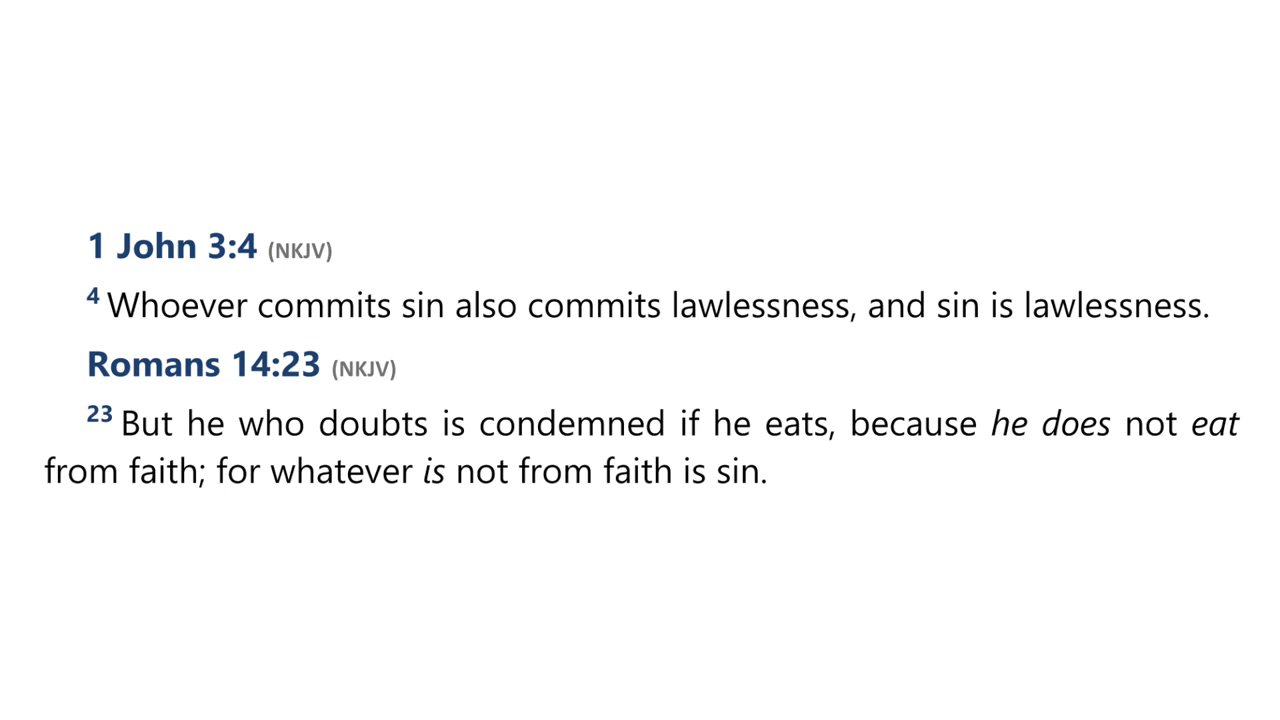 1 John 3:4 (NKJV)
4 Whoever commits sin also commits lawlessness, and sin is lawlessness.
Romans 14:23 (NKJV)
23 But he who doubts is condemned if he eats, because he does not eat
from faith; for whatever is not from faith is sin.